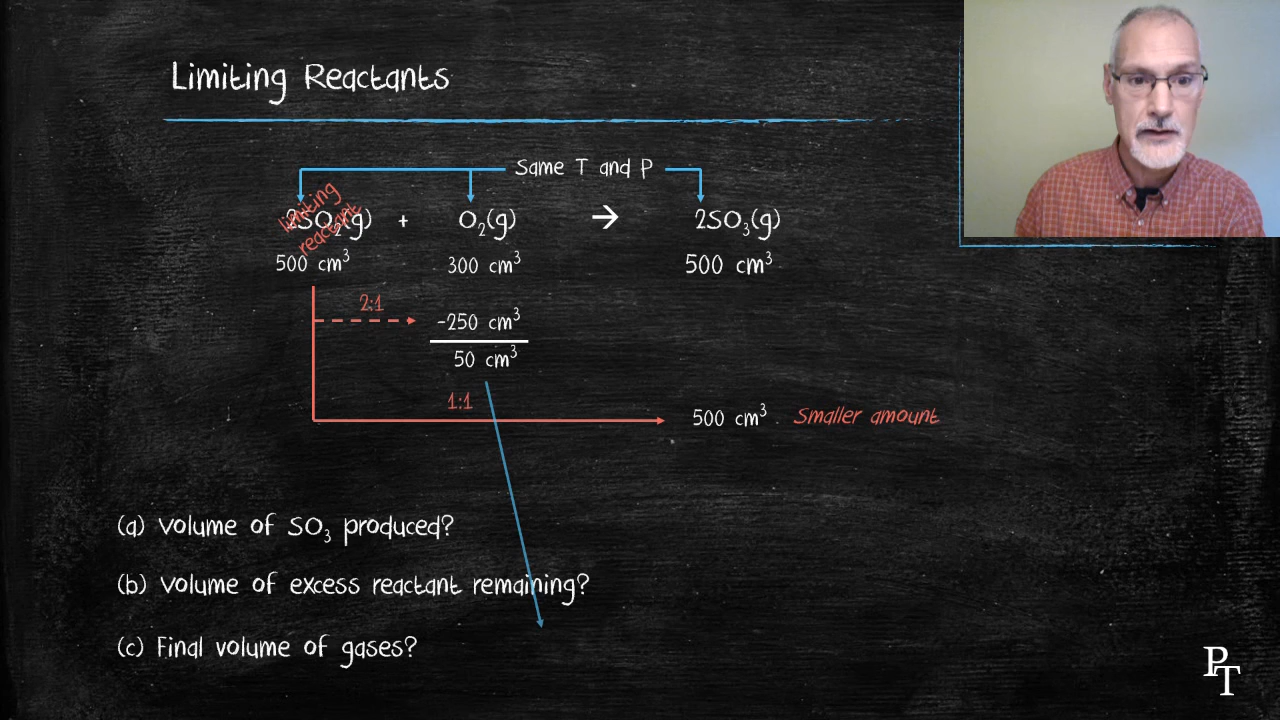 Limiting Reactants
Same T and P
2SO₂(g) + O₂(g) → 2SO₃(g)
limiting
reactant
500 cm³ 300 cm³ 500 cm³
2:1
-250 cm³
50 cm³
1:1
500 cm³ Smaller amount
(a) Volume of SO₃ produced?
(b) Volume of excess reactant remaining?
(c) Final volume of gases?
PT